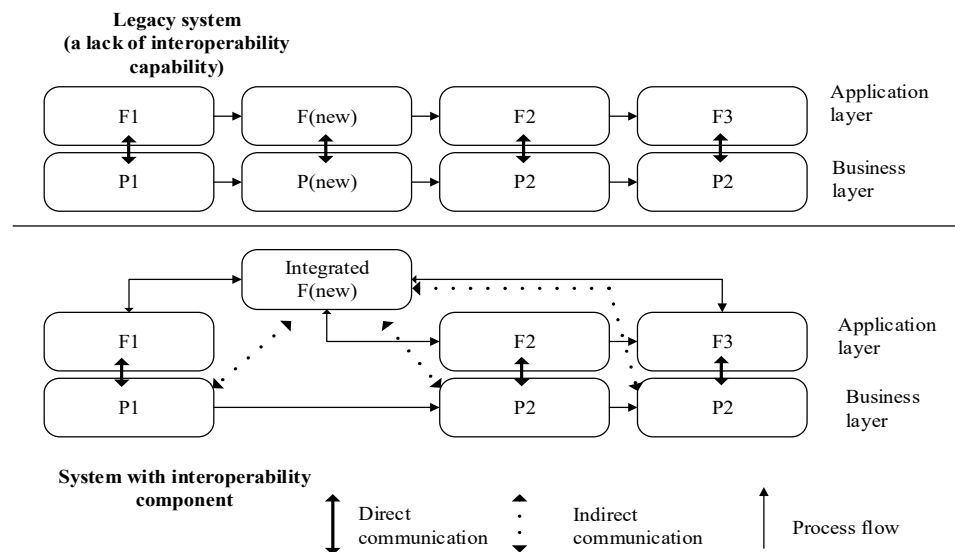 Legacy system
(a lack of interoperability
capability)
F1
F(new)
F2
F3
Application
layer
P1
P(new)
P2
P2
Business
layer
Integrated
F(new)
F1
F2
F3
Application
layer
P1
P2
P2
Business
layer
System with interoperability
component
Direct
communication
Indirect
communication
Process flow